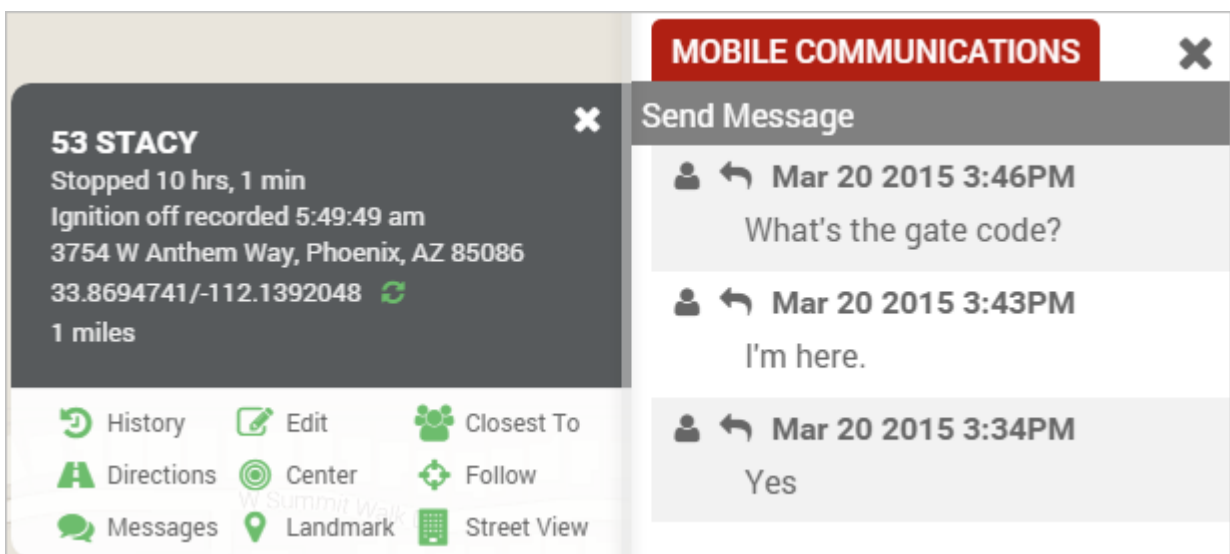 53 STACY
Stopped 10 hrs, 1 min
Ignition off recorded 5:49:49 am
3754 W Anthem Way, Phoenix, AZ 85086
33.8694741/-112.1392048
1 miles
History Edit Closest To
Directions Center Follow
W Summit Walk
Messages Landmark Street View
MOBILE COMMUNICATIONS
Send Message
Mar 20 2015 3:46PM
What's the gate code?
Mar 20 2015 3:43PM
I'm here.
Mar 20 2015 3:34PM
Yes